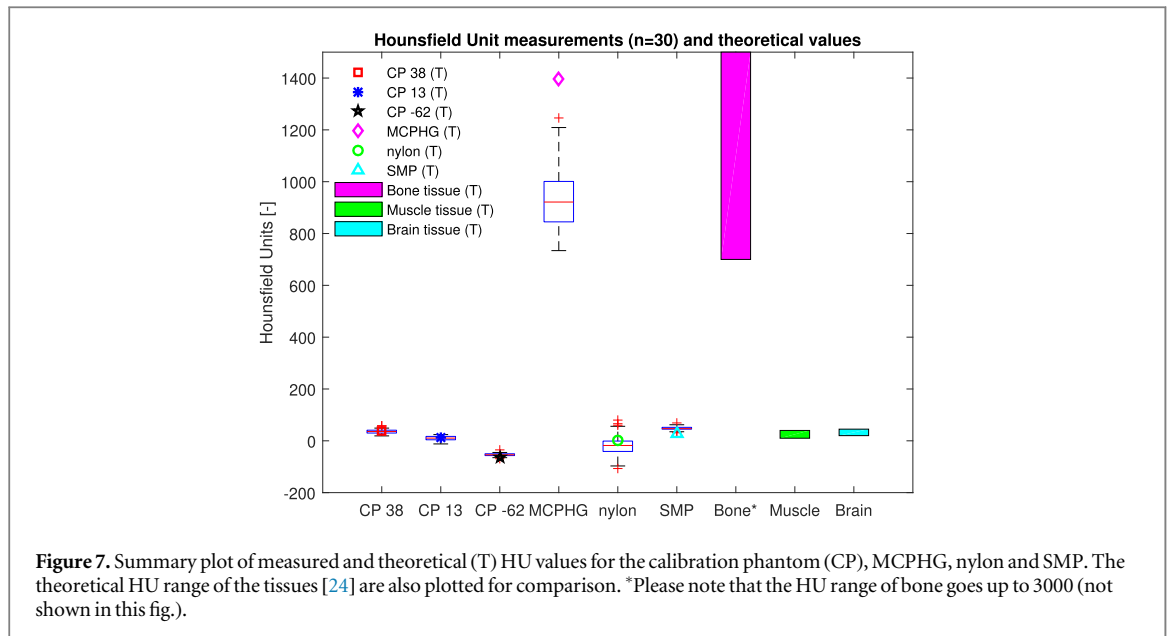 Hounsfield Unit measurements (n=30) and theoretical values
Hounsfield Units [-]
1400
1200
1000
800
600
400
200
0
-200
CP 38 (T)
CP 13 (T)
CP -62 (T)
MCPHG (T)
nylon (T)
SMP (T)
Bone tissue (T)
Muscle tissue (T)
Brain tissue (T)
CP 38 CP 13 CP -62 MCPHG nylon SMP Bone* Muscle Brain
Figure 7. Summary plot of measured and theoretical (T) HU values for the calibration phantom (CP), MCPHG, nylon and SMP. The
theoretical HU range of the tissues [24] are also plotted for comparison. *Please note that the HU range of bone goes up to 3000 (not
shown in this fig.).